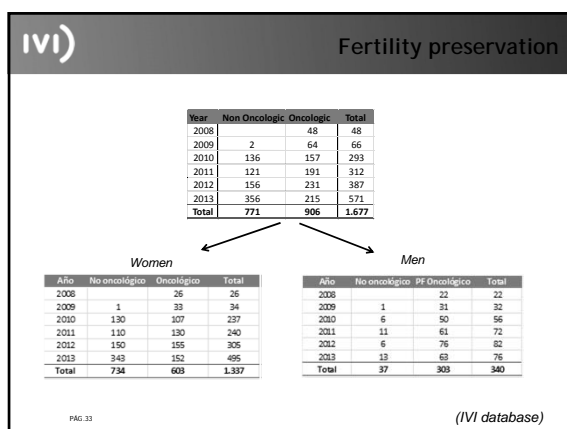 IVI)
Fertility preservation
Year Non Oncologic Oncologic Total
2008 48 48
2009 2 64 66
2010 136 157 293
2011 121 191 312
2012 156 231 387
2013 356 215 571
Total 771 906 1.677
Women
Año No oncológico Oncológico Total
2008 26 26
2009 1 33 34
2010 130 107 237
2011 110 130 240
2012 150 155 305
2013 343 152 495
Total 734 603 1.337
Men
Año No oncológico PF Oncológico Total
2008 22 22
2009 1 31 32
2010 6 50 56
2011 11 61 72
2012 6 76 82
2013 13 63 76
Total 37 303 340
PÁG.33
(IVI database)